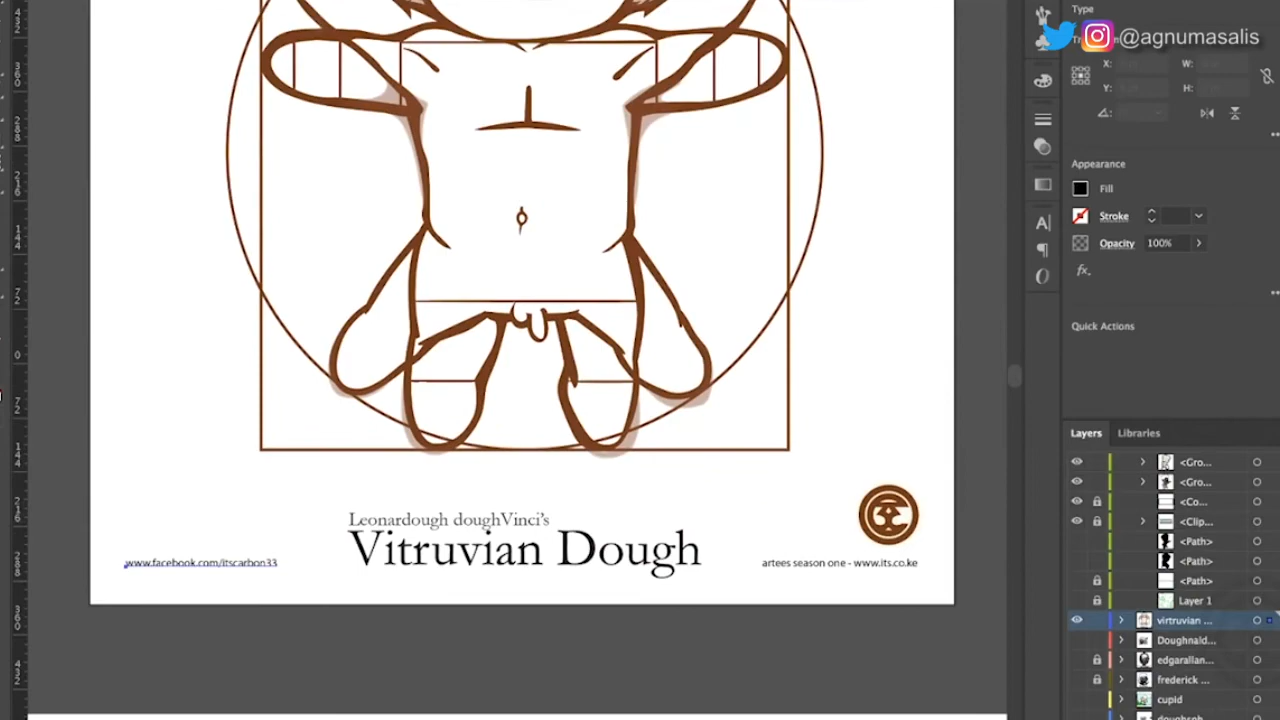 Type
@agnumasalis
X:
W:
Y:
H:
Appearance
Fill
Stroke
Opacity
100%
fx.
Quick Actions
Layers
Libraries
<Gro...
<Gro...
<Co...
<Clip...
<Path>
<Path>
<Path>
Layer 1
virtruvian ...
Doughnald...
edgarallan...
frederick ...
cupid
Leonardough doughVinci's
Vitruvian Dough
www.facebook.com/itscarbon33
artees season one - www.its.co.ke